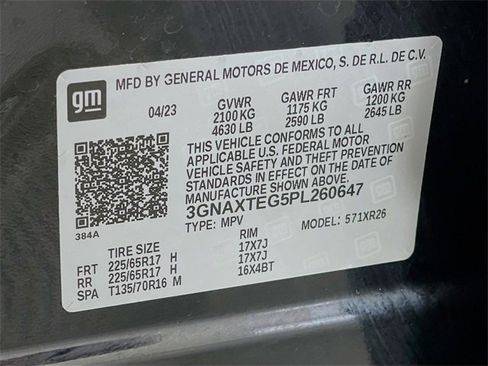 gm
MFD BY GENERAL MOTORS DE MEXICO, S. DE R.L. DE C.V.
04/23 GVWR GAWR FRT GAWR RR
2100 KG 1175 KG 1200 KG
4630 LB 2590 LB 2645 LB
THIS VEHICLE CONFORMS TO ALL
APPLICABLE U.S. FEDERAL MOTOR
VEHICLE SAFETY AND BUMPER
STANDARDS IN EFFECT ON THE DATE OF
MANUFACTURE SHOWN ABOVE.
3GNAXTEG5PL260647
TYPE: MPV MODEL: 571XR26
384A
TIRE SIZE RIM
FRT 225/65R17 H 17X7J
RR 225/65R17 H 17X7J
SPA T135/70R16 M 16X4BT